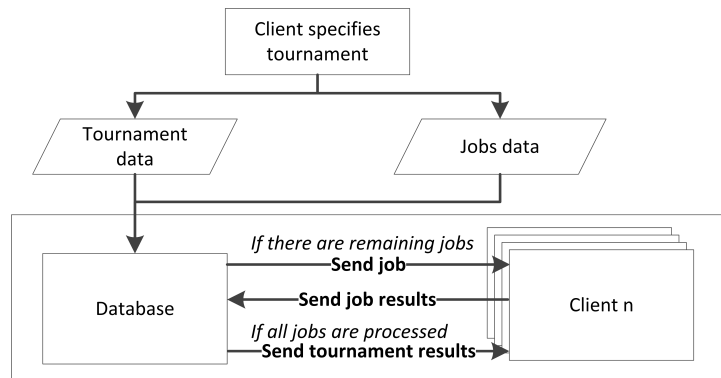 Client specifies
tournament
Tournament
data
Jobs data
If there are remaining jobs
Send job
Database
Send job results
Client n
If all jobs are processed
Send tournament results